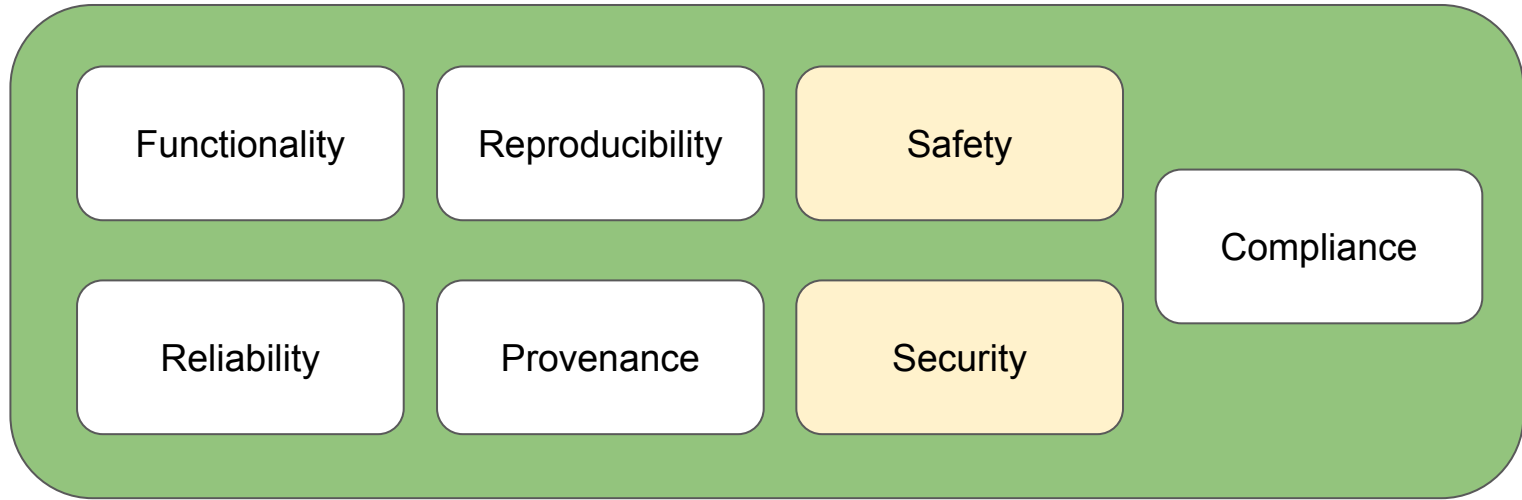 Functionality
Reproducibility
Safety
Compliance
Reliability
Provenance
Security